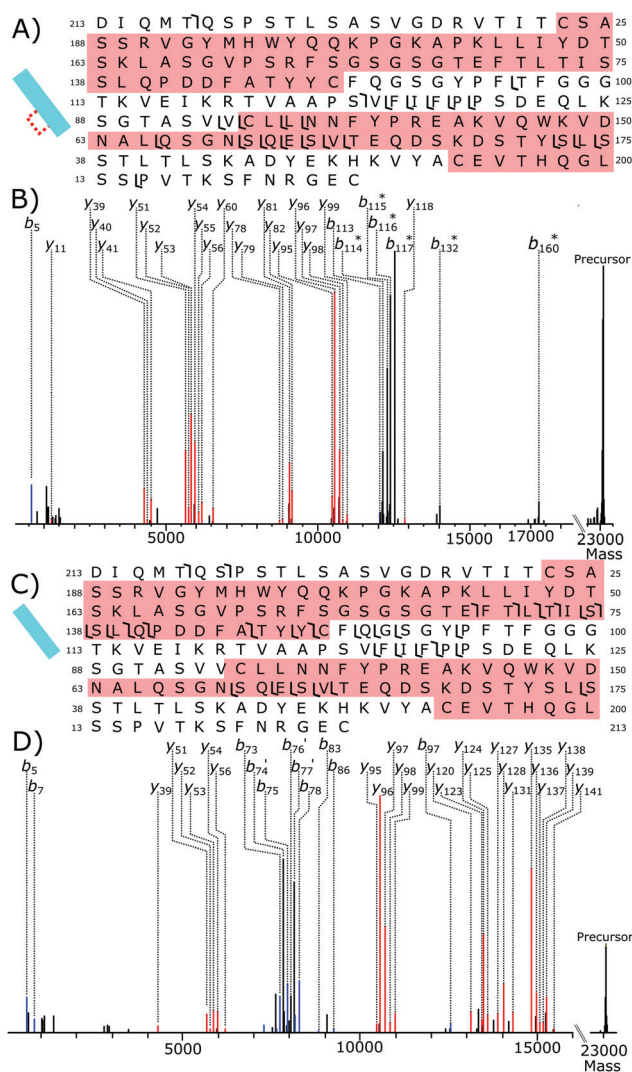 A)
213 D I Q M T Q S P S T L S A S V G D R V T I T C S A 25
188 S S R V G Y M H W Y Q Q K P G K A P K L L I Y D T 50
163 S K L A S G V P S R F S G S G S G T E F T L T I S 75
138 S L Q P D D F A T Y Y C F Q G S G Y P F T F G G G 100
113 T K V E I K R T V A A P S V F I F P P S D E Q L K 125
88 S G T A S V V C L L N N F Y P R E A K V Q W K V D 150
63 N A L Q S G N S Q E S V T E Q D S K D S T Y S L S 175
38 S T L T L S K A D Y E K H K V Y A C E V T H Q G L 200
13 S S P V T K S F N R G E C
B)
b5 y11 y39 y40 y41 y51 y52 y53 y54 y55 y56 y60 y78 y79 y81 y82 y95 y96 y97 y98 y99 b113 b114* b115* b116* b117* y118 b132* b160* Precursor
5000 10000 15000 17000 23000
Mass
C)
213 D I Q M T Q S P S T L S A S V G D R V T I T C S A 25
188 S S R V G Y M H W Y Q Q K P G K A P K L L I Y D T 50
163 S K L A S G V P S R F S G S G S G T E F T L T I S 75
138 S L Q P D D F A T Y Y C F Q G S G Y P F T F G G G 100
113 T K V E I K R T V A A P S V F I F P P S D E Q L K 125
88 S G T A S V V C L L N N F Y P R E A K V Q W K V D 150
63 N A L Q S G N S Q E S V T E Q D S K D S T Y S L S 175
38 S T L T L S K A D Y E K H K V Y A C E V T H Q G L 200
13 S S P V T K S F N R G E C 213
D)
b5 b7 y39 y51 y52 y53 y54 y56 b73 b74' b75 b76' b77' b78 b83 b86 y95 y96 y97 y98 y99 b97 y120 y123 y124 y125 y127 y128 y131 y135 y136 y137 y138 y139 y141 Precursor
5000 10000 15000 23000
Mass